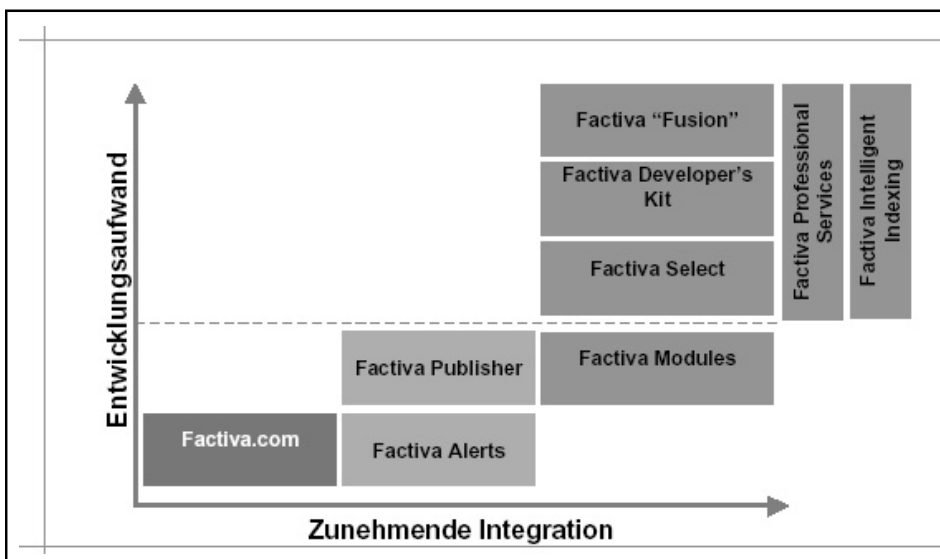 Entwicklungsaufwand
Factiva “Fusion”
Factiva Developer’s
Kit
Factiva Select
Factiva Professional
Services
Factiva Intelligent
Indexing
Factiva Publisher
Factiva Modules
Factiva.com
Factiva Alerts
Zunehmende Integration